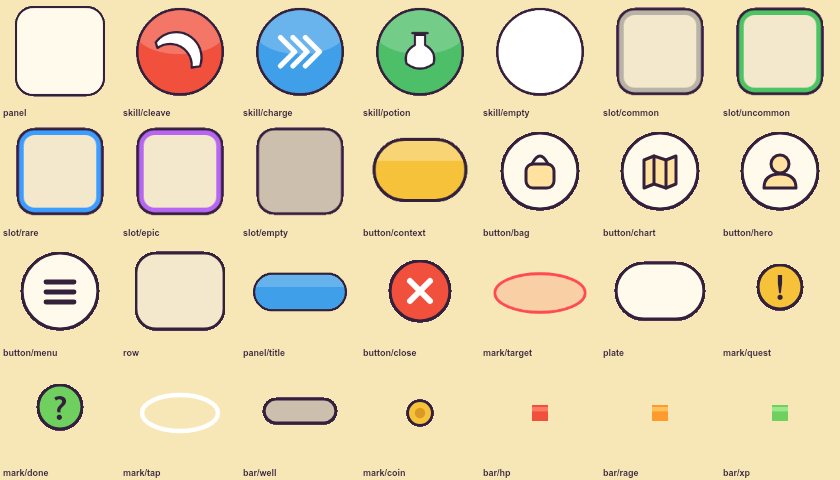 panel
skill/cleave
skill/charge
skill/potion
skill/empty
slot/common
slot/uncommon
slot/rare
slot/epic
slot/empty
button/context
button/bag
button/chart
button/hero
!
button/menu
row
panel/title
button/close
mark/target
plate
mark/quest
?
mark/done
mark/tap
bar/well
mark/coin
bar/hp
bar/rage
bar/xp